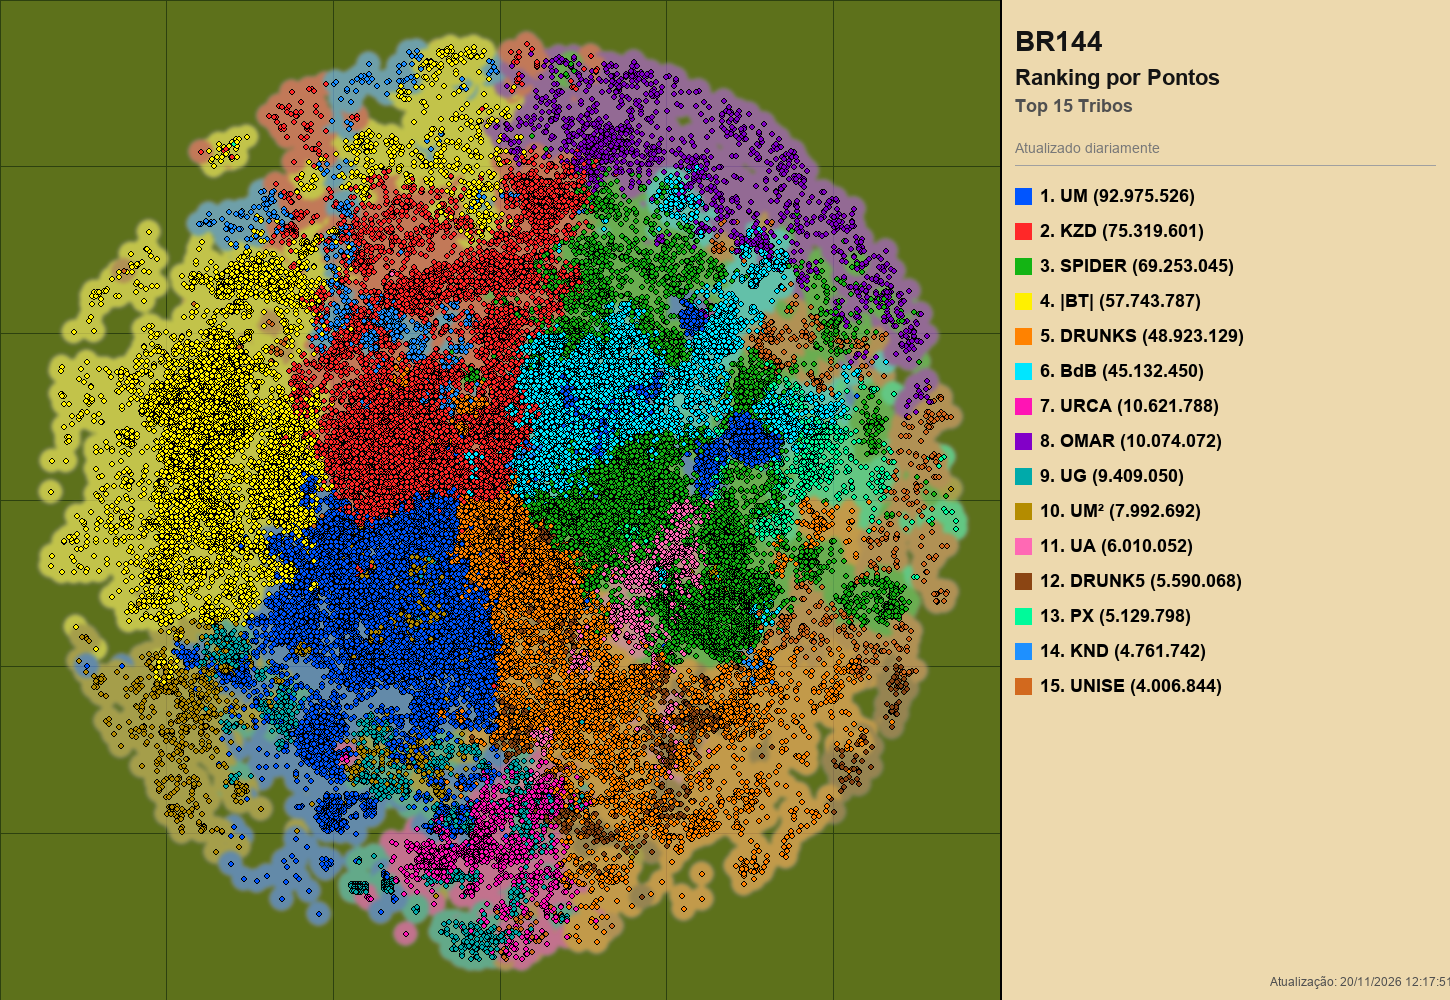 BR144
Ranking por Pontos
Top 15 Tribos
Atualizado diariamente
1. UM (92.975.526)
2. KZD (75.319.601)
3. SPIDER (69.253.045)
4. |BT| (57.743.787)
5. DRUNKS (48.923.129)
6. BdB (45.132.450)
7. URCA (10.621.788)
8. OMAR (10.074.072)
9. UG (9.409.050)
10. UM² (7.992.692)
11. UA (6.010.052)
12. DRUNK5 (5.590.068)
13. PX (5.129.798)
14. KND (4.761.742)
15. UNISE (4.006.844)
Atualização: 20/11/2026 12:17:51